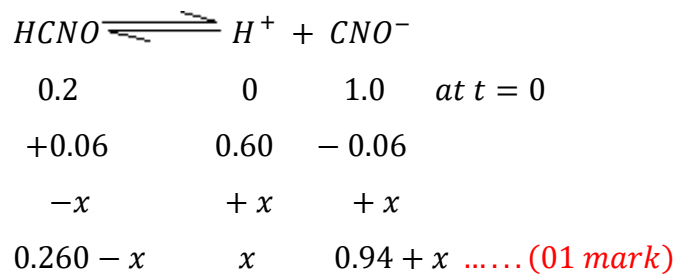 HCNO ⇌ H⁺ + CNO⁻
0.2 0 1.0 at t = 0
+0.06 0.60 − 0.06
−x + x + x
0.260 − x x 0.94 + x ...…(01 mark)